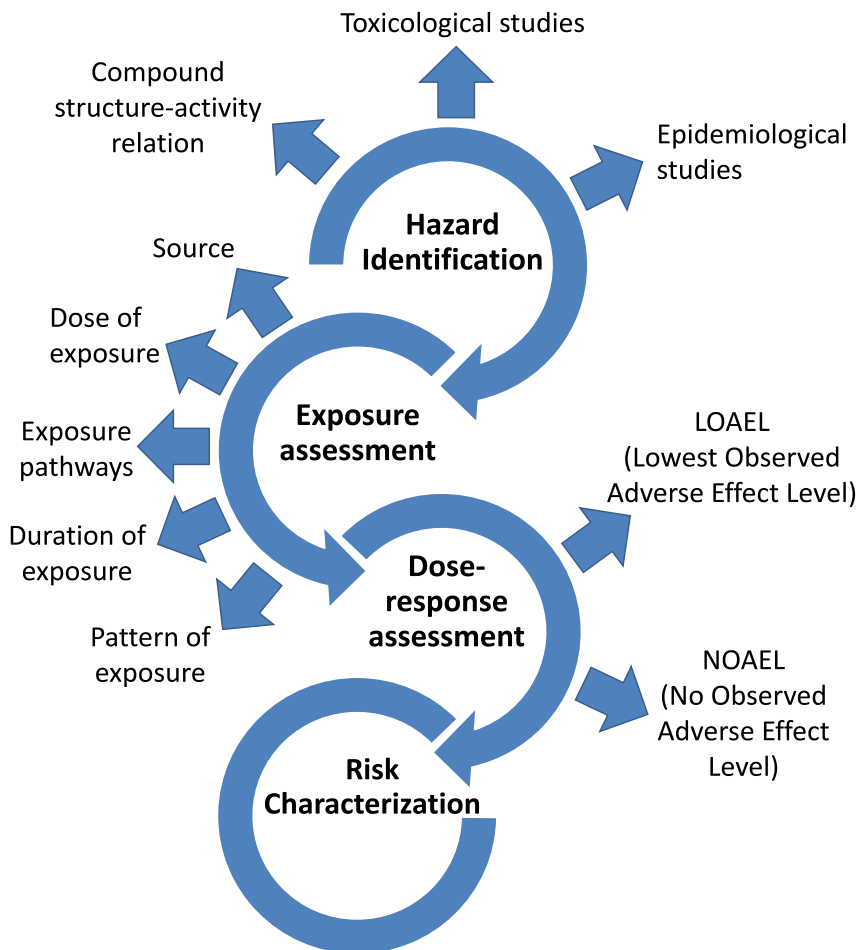 Toxicological studies
Compound
structure-activity
relation
Epidemiological
studies
Hazard
Identification
Source
Dose of
exposure
Exposure
pathways
Duration of
exposure
Pattern of
exposure
Exposure
assessment
LOAEL
(Lowest Observed
Adverse Effect Level)
Dose-
response
assessment
NOAEL
(No Observed
Adverse Effect
Level)
Risk
Characterization